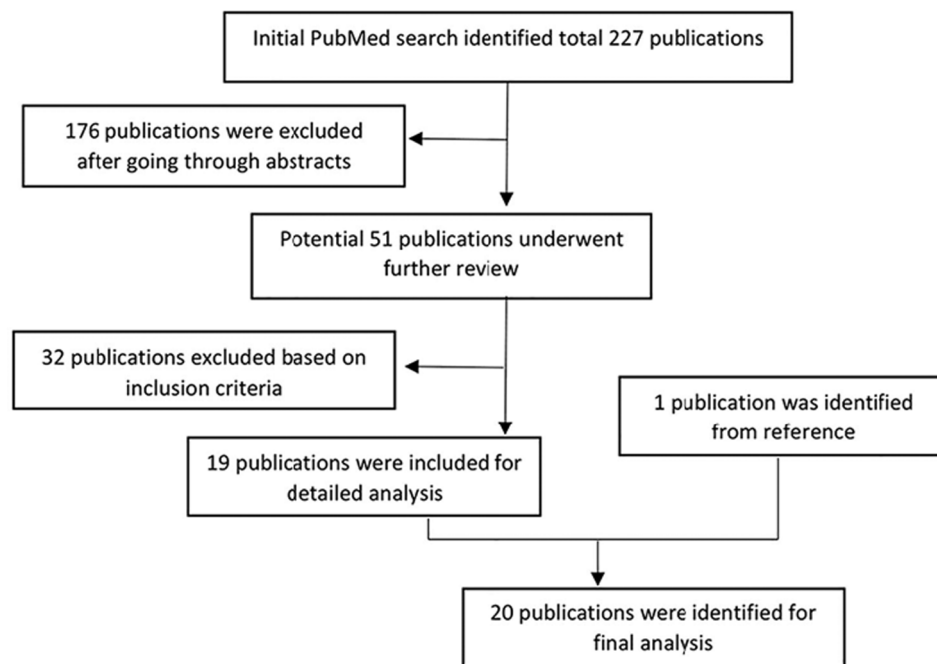 Initial PubMed search identified total 227 publications
176 publications were excluded
after going through abstracts
Potential 51 publications underwent
further review
32 publications excluded based on
inclusion criteria
1 publication was identified
from reference
19 publications were included for
detailed analysis
20 publications were identified for
final analysis